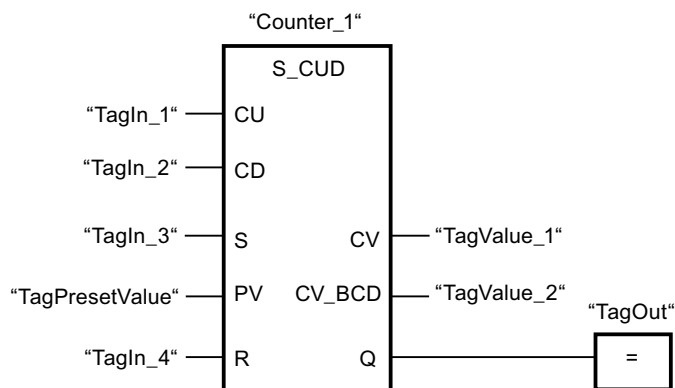 “Counter_1“
S_CUD
“TagIn_1“ CU
“TagIn_2“ CD
“TagIn_3“ S CV “TagValue_1“
“TagPresetValue“ PV CV_BCD “TagValue_2“
“TagOut“
“TagIn_4“ R Q =